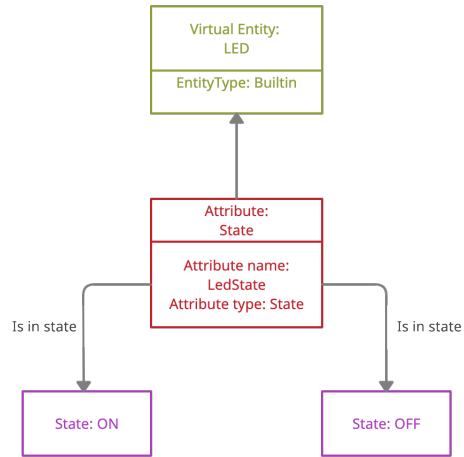 Virtual Entity:
LED
EntityType: Builtin
Attribute:
State
Attribute name:
LedState
Attribute type: State
Is in state
Is in state
State: ON
State: OFF